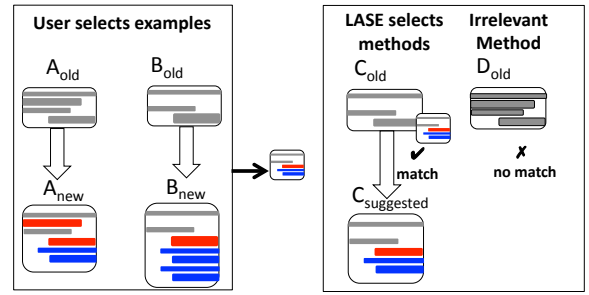 User selects examples
A_old
B_old
A_new
B_new
LASE selects
methods
C_old
match
C_suggested
Irrelevant
Method
D_old
no match